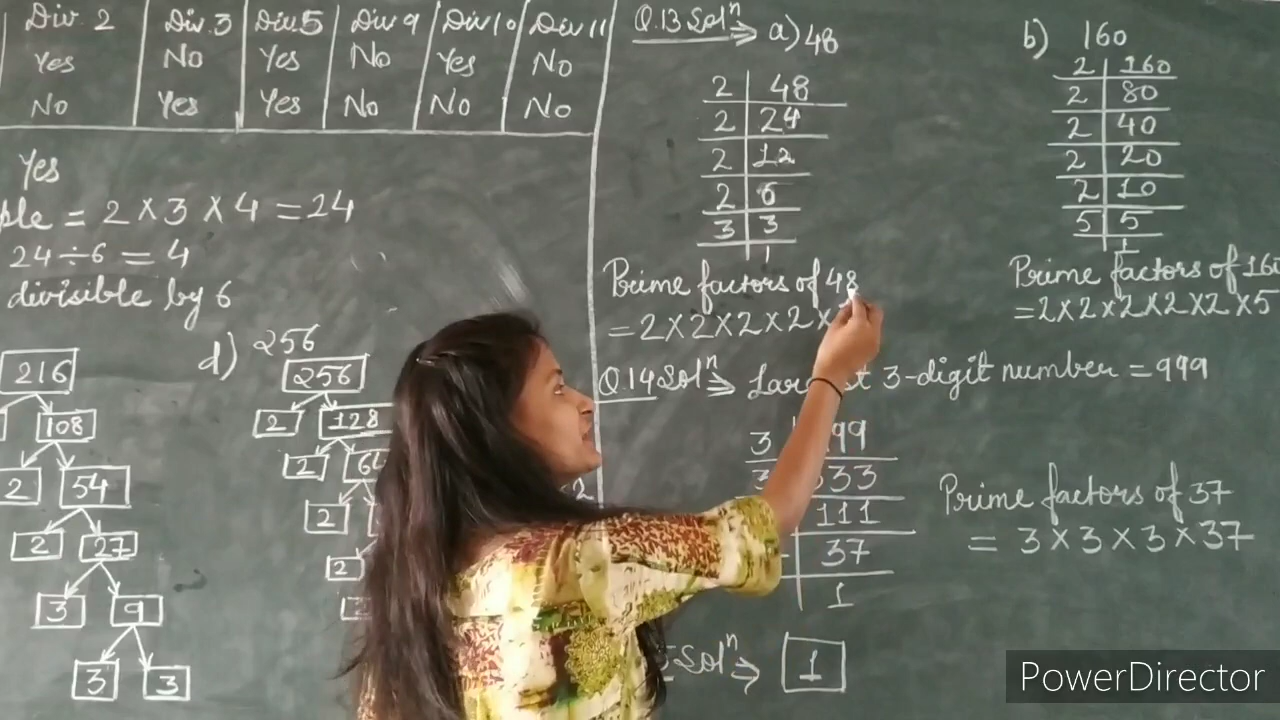 Div. 2 Div. 3 Div. 5 Div 9 Div 10 Div 11
Yes No Yes No Yes No
No Yes Yes No No No
Yes
ple = 2 × 3 × 4 = 24
24 ÷ 6 = 4
divisible by 6
216
108
2 54
2 27
3 9
3 3
d) 256
256
2 128
2 64
2
2
2
Q.13 Solⁿ ⇒ a) 48
2 48
2 24
2 12
2 6
3 3
1
Prime factors of 48
= 2 × 2 × 2 × 2 ×
b) 160
2 160
2 80
2 40
2 20
2 10
5 5
1
Prime factors of 160
= 2 × 2 × 2 × 2 × 2 × 5
Q.14 Solⁿ ⇒ 3-digit number = 999
3 99
3 333
111
37
1
Prime factors of 37
= 3 × 3 × 3 × 37
Solⁿ ⇒ 1
PowerDirector